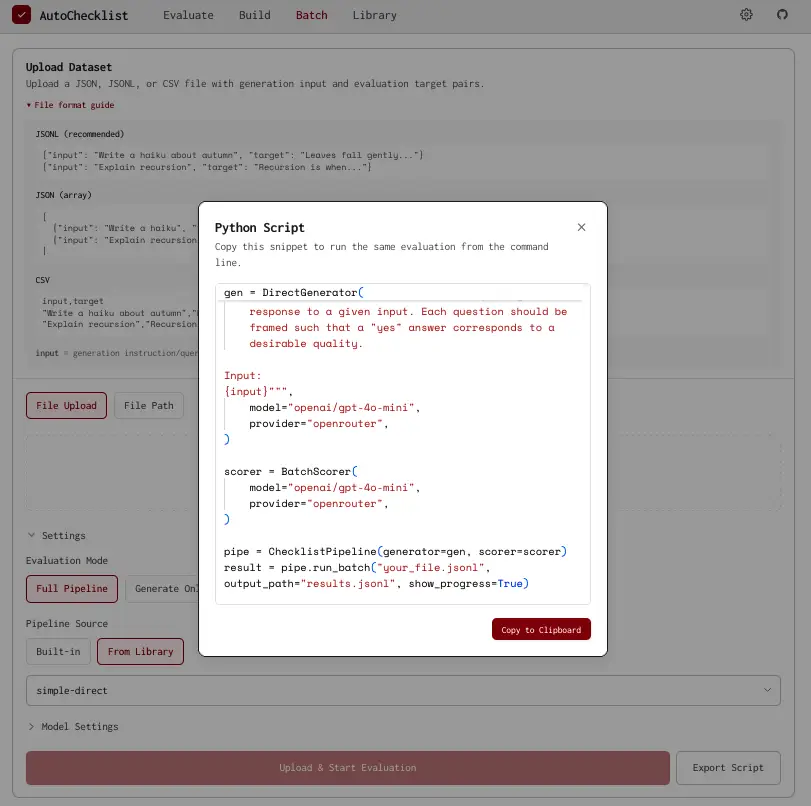 AutoChecklist
Evaluate
Build
Batch
Library
Upload Dataset
Upload a JSON, JSONL, or CSV file with generation input and evaluation target pairs.
▾ File format guide
JSONL (recommended)
{"input": "Write a haiku about autumn", "target": "Leaves fall gently..."}
{"input": "Explain recursion", "target": "Recursion is when..."}
JSON (array)
[
{"input": "Write a haiku", "
{"input": "Explain recursion
]
CSV
input,target
"Write a haiku about autumn","
"Explain recursion","Recursion
input = generation instruction/
File Upload
File Path
Settings
Evaluation Mode
Full Pipeline
Generate
Pipeline Source
Built-in
From Library
simple-direct
Model Settings
Upload & Start Evaluation
Export Script
Python Script
Copy this snippet to run the same evaluation from the command
line.
gen = DirectGenerator(
response to a given input. Each question should be
framed such that a "yes" answer corresponds to a
desirable quality.
Input:
{input}""",
model="openai/gpt-4o-mini",
provider="openrouter",
)
scorer = BatchScorer(
model="openai/gpt-4o-mini",
provider="openrouter",
)
pipe = ChecklistPipeline(generator=gen, scorer=scorer)
result = pipe.run_batch("your_file.jsonl",
output_path="results.jsonl", show_progress=True)
Copy to Clipboard